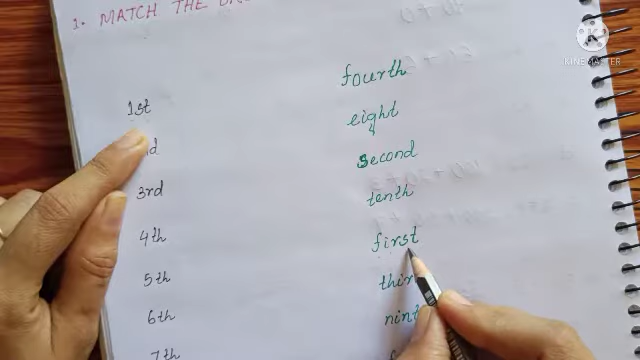 1. MATCH THE
fourth
1st
eight
second
3rd
tenth
4th
first
5th
6th
7th
KINEMASTER